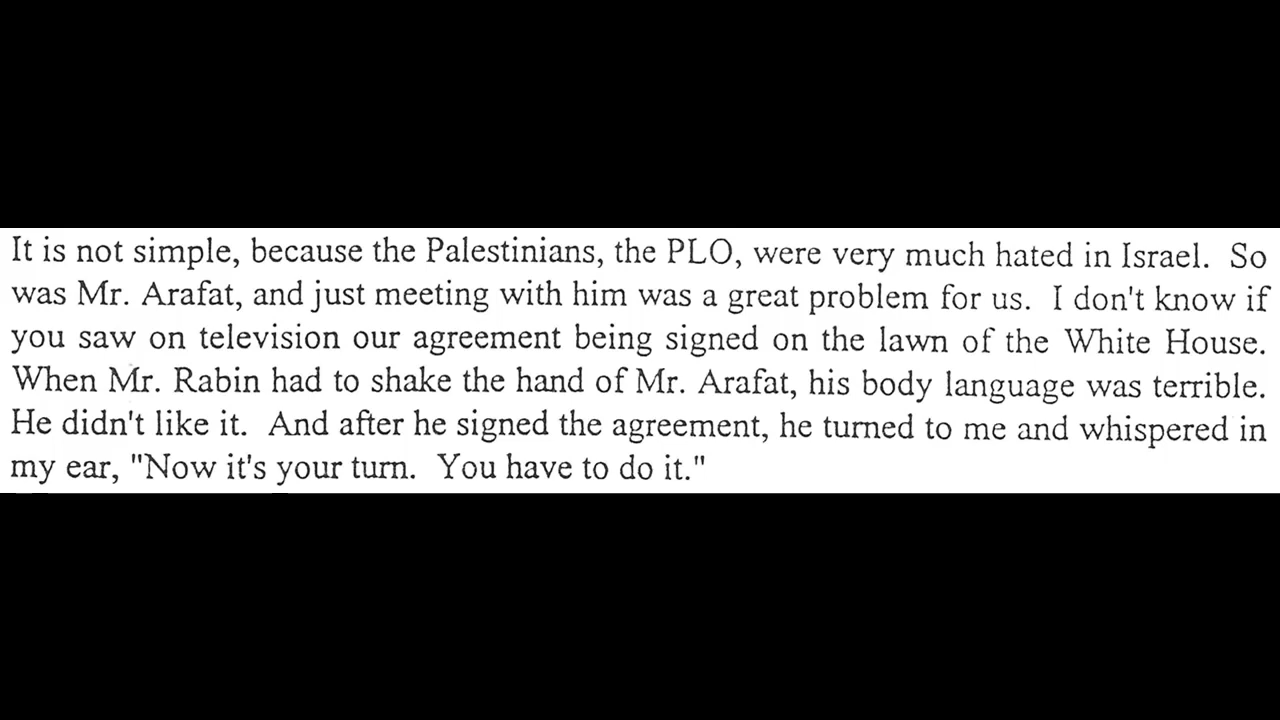 It is not simple, because the Palestinians, the PLO, were very much hated in Israel.  So
was Mr. Arafat, and just meeting with him was a great problem for us.  I don't know if
you saw on television our agreement being signed on the lawn of the White House.
When Mr. Rabin had to shake the hand of Mr. Arafat, his body language was terrible.
He didn't like it.  And after he signed the agreement, he turned to me and whispered in
my ear, "Now it's your turn.  You have to do it."